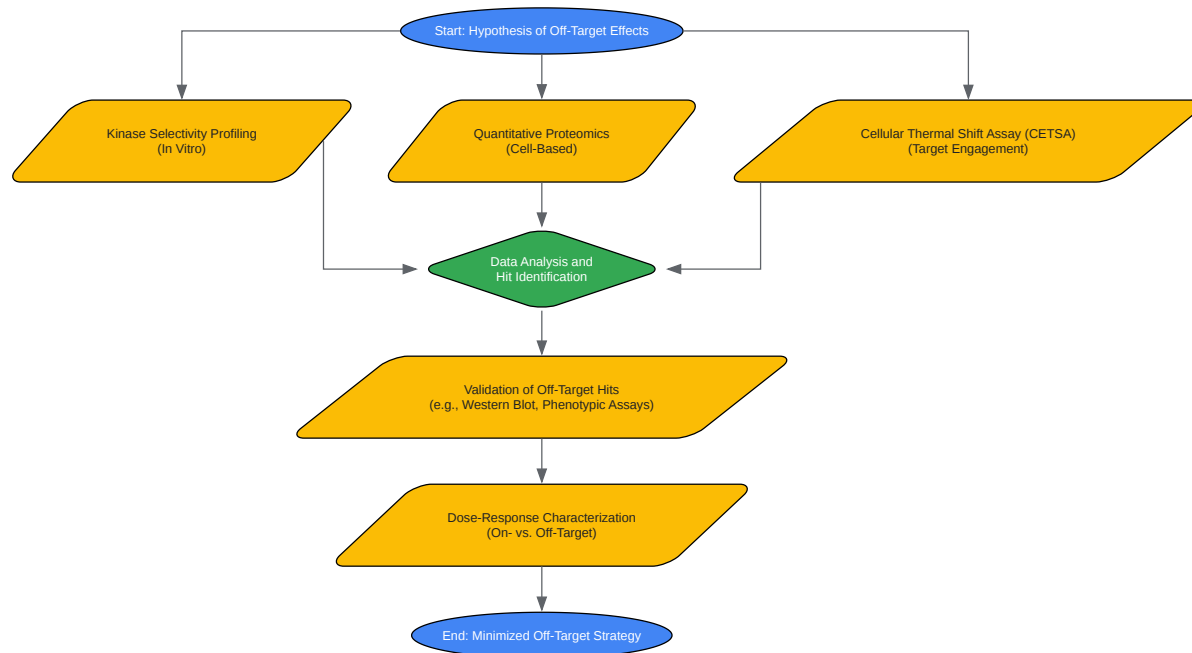 Start: Hypothesis of Off-Target Effects
Kinase Selectivity Profiling
(In Vitro)
Quantitative Proteomics
(Cell-Based)
Cellular Thermal Shift Assay (CETSA)
(Target Engagement)
Data Analysis and
Hit Identification
Validation of Off-Target Hits
(e.g., Western Blot, Phenotypic Assays)
Dose-Response Characterization
(On- vs. Off-Target)
End: Minimized Off-Target Strategy